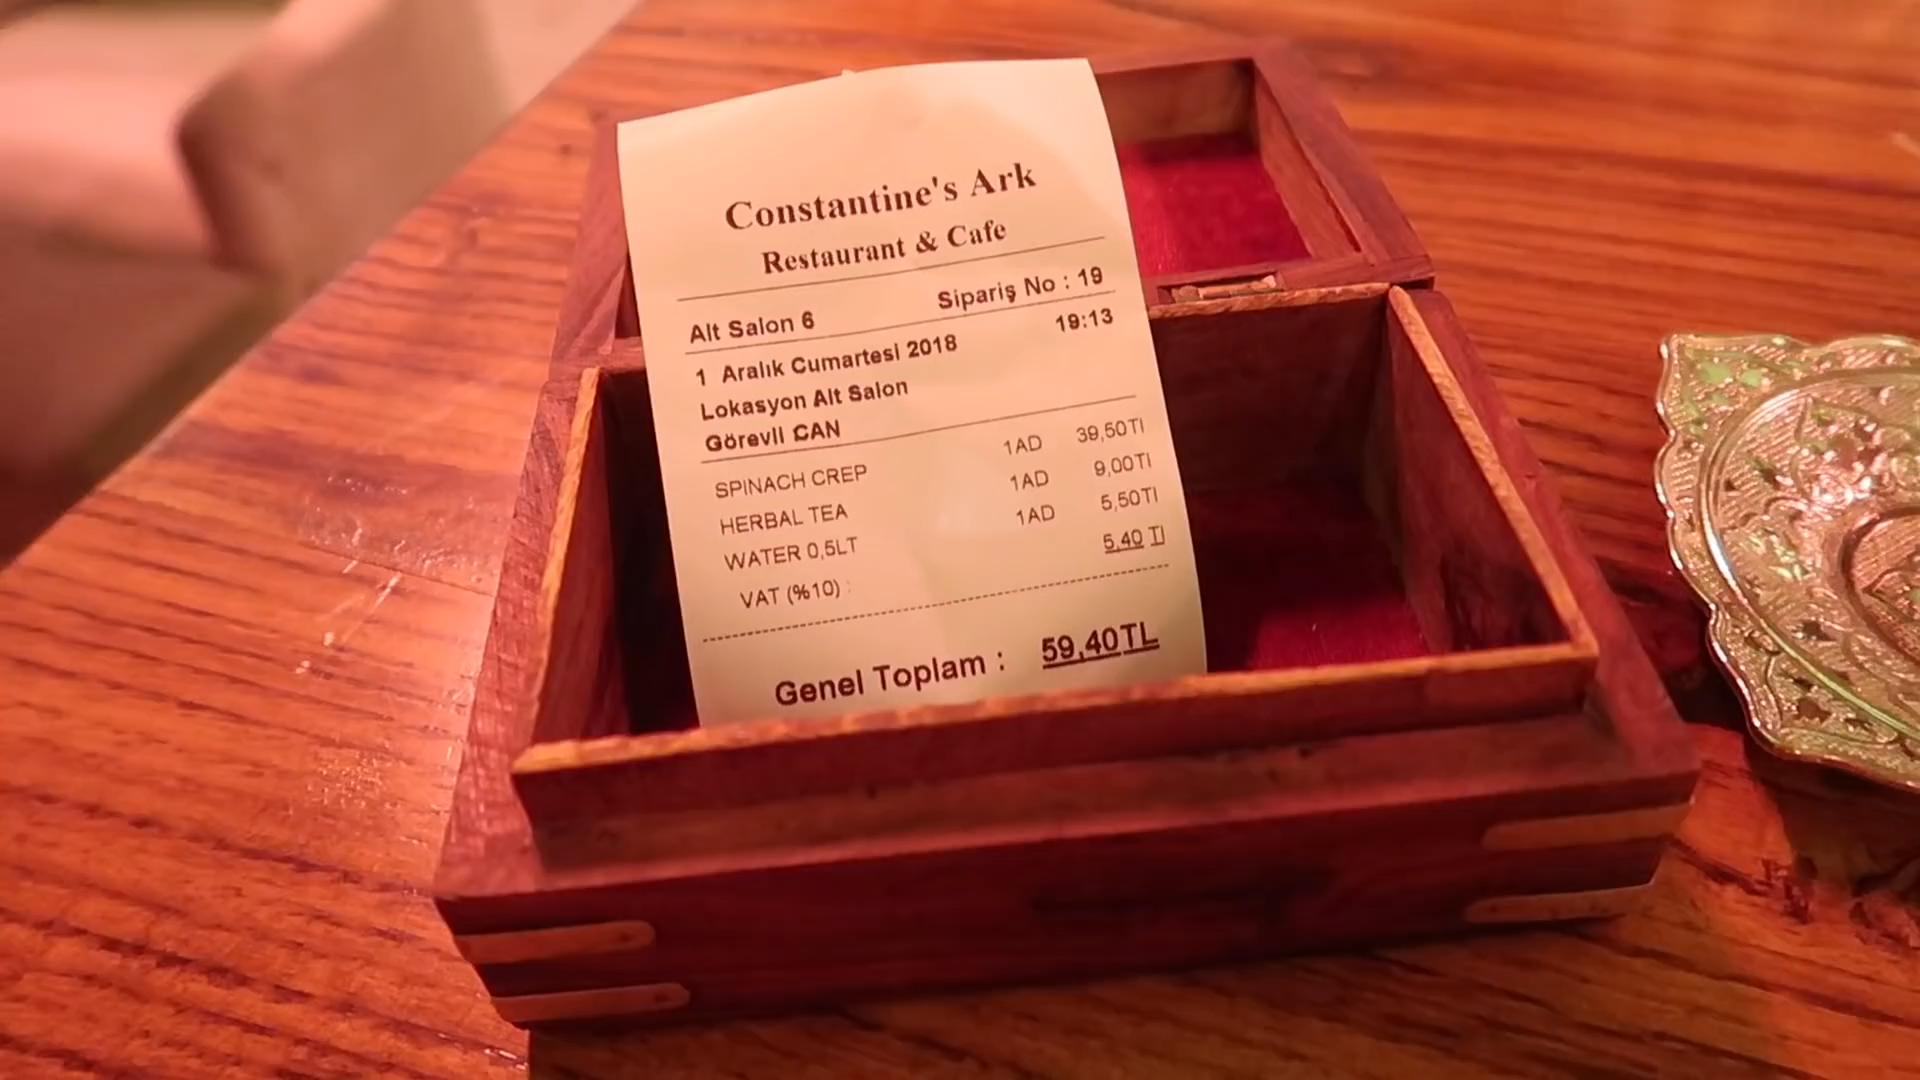 Constantine's Ark
Restaurant & Cafe
Alt Salon 6 Sipariş No : 19
1 Aralık Cumartesi 2018 19:13
Lokasyon Alt Salon
Görevli CAN
SPINACH CREP 1AD 39,50Tl
HERBAL TEA 1AD 9,00Tl
WATER 0,5LT 1AD 5,50Tl
VAT (%10) : 5,40 Tl
Genel Toplam : 59,40TL